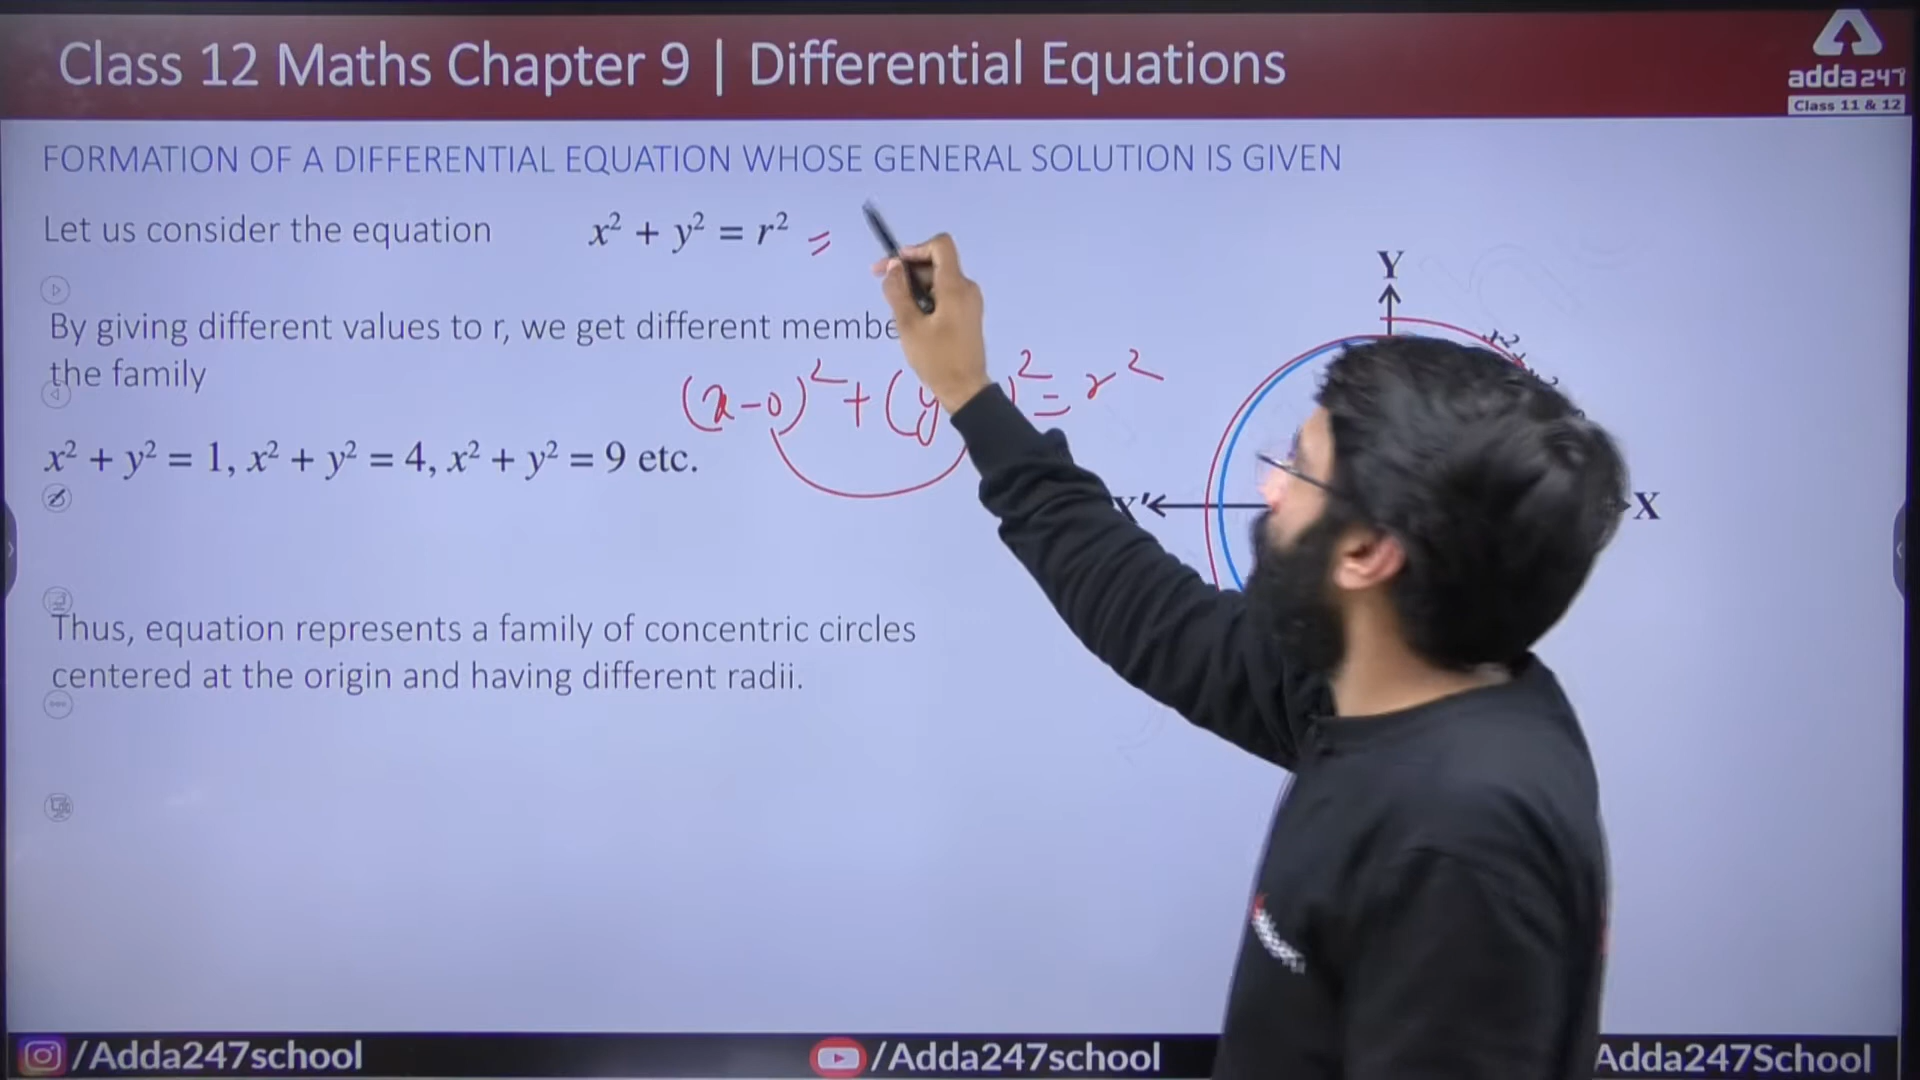 Class 12 Maths Chapter 9 | Differential Equations
adda247
Class 11 & 12
FORMATION OF A DIFFERENTIAL EQUATION WHOSE GENERAL SOLUTION IS GIVEN
Let us consider the equation x² + y² = r² =
Y
By giving different values to r, we get different membe
the family
(x-0)² + (y )² = r²
x² + y² = 1, x² + y² = 4, x² + y² = 9 etc.
X'
X
Thus, equation represents a family of concentric circles
centered at the origin and having different radii.
/Adda247school
/Adda247school
Adda247School